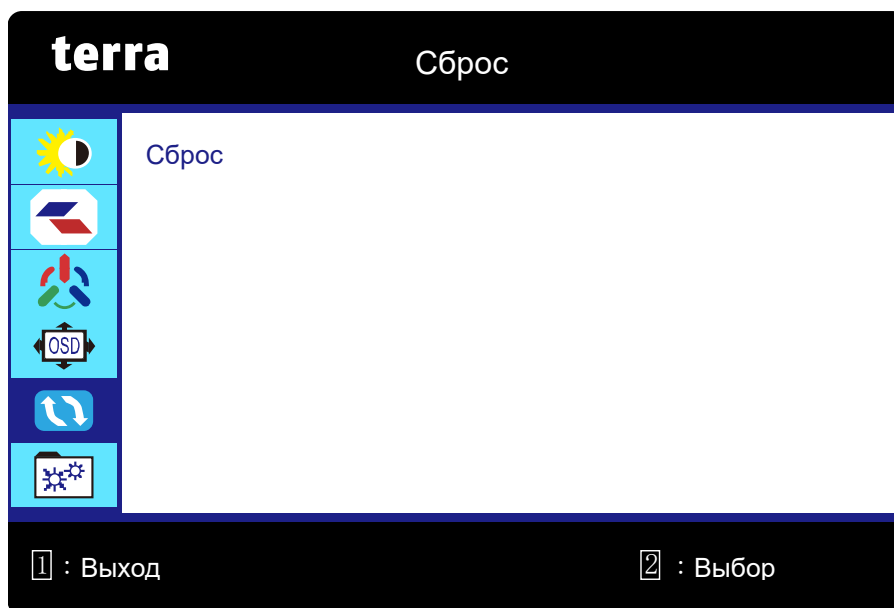 terra
Сброс
Сброс
OSD
1 : Выход
2 : Выбор